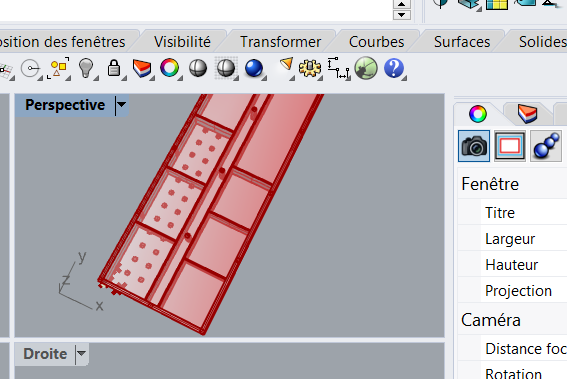 osition des fenêtres Visibilité Transformer Courbes Surfaces Solides
Perspective
Fenêtre
Titre
Largeur
Hauteur
Projection
Caméra
Distance foc
Rotation
y
z
x
Droite